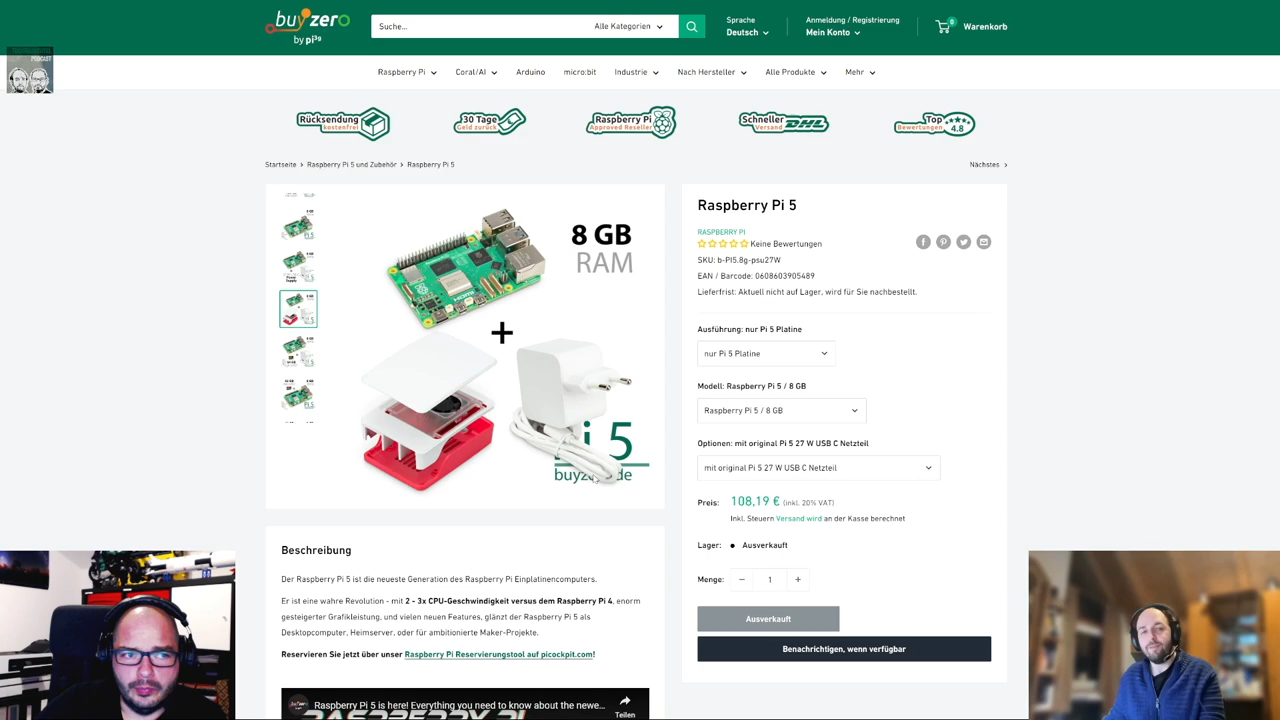 buyzero
by pi3g
Suche...
Alle Kategorien
Sprache
Deutsch
Anmeldung / Registrierung
Mein Konto
0
Warenkorb
PODCAST
Raspberry Pi
Coral/AI
Arduino
micro:bit
Industrie
Nach Hersteller
Alle Produkte
Mehr
Rücksendung
kostenfrei
30 Tage
Geld zurück
Raspberry Pi
Approved Reseller
Schneller
Versand
DHL
Top
Bewertungen
4.8
Startseite › Raspberry Pi 5 und Zubehör › Raspberry Pi 5
Nächstes ›
8 GB
RAM
+
Pi 5
Raspberry Pi 5
RASPBERRY PI
Keine Bewertungen
SKU: b-PI5.8g-psu27W
EAN / Barcode: 0608603905489
Lieferfrist: Aktuell nicht auf Lager, wird für Sie nachbestellt.
Ausführung: nur Pi 5 Platine
nur Pi 5 Platine
Modell: Raspberry Pi 5 / 8 GB
Raspberry Pi 5 / 8 GB
Optionen: mit original Pi 5 27 W USB C Netzteil
mit original Pi 5 27 W USB C Netzteil
Preis: 108,19 € (inkl. 20% VAT)
Inkl. Steuern Versand wird an der Kasse berechnet
Lager: Ausverkauft
Menge: − 1 +
Ausverkauft
Benachrichtigen, wenn verfügbar
Beschreibung
Der Raspberry Pi 5 ist die neueste Generation des Raspberry Pi Einplatinencomputers.
Er ist eine wahre Revolution - mit 2 - 3x CPU-Geschwindigkeit versus dem Raspberry Pi 4, enorm
gesteigerter Grafikleistung, und vielen neuen Features, glänzt der Raspberry Pi 5 als
Desktopcomputer, Heimserver, oder für ambitionierte Maker-Projekte.
Reservieren Sie jetzt über unser Raspberry Pi Reservierungstool auf picockpit.com!
Raspberry Pi 5 is here! Everything you need to know about the newe...
Teilen
RASPBERRY PI